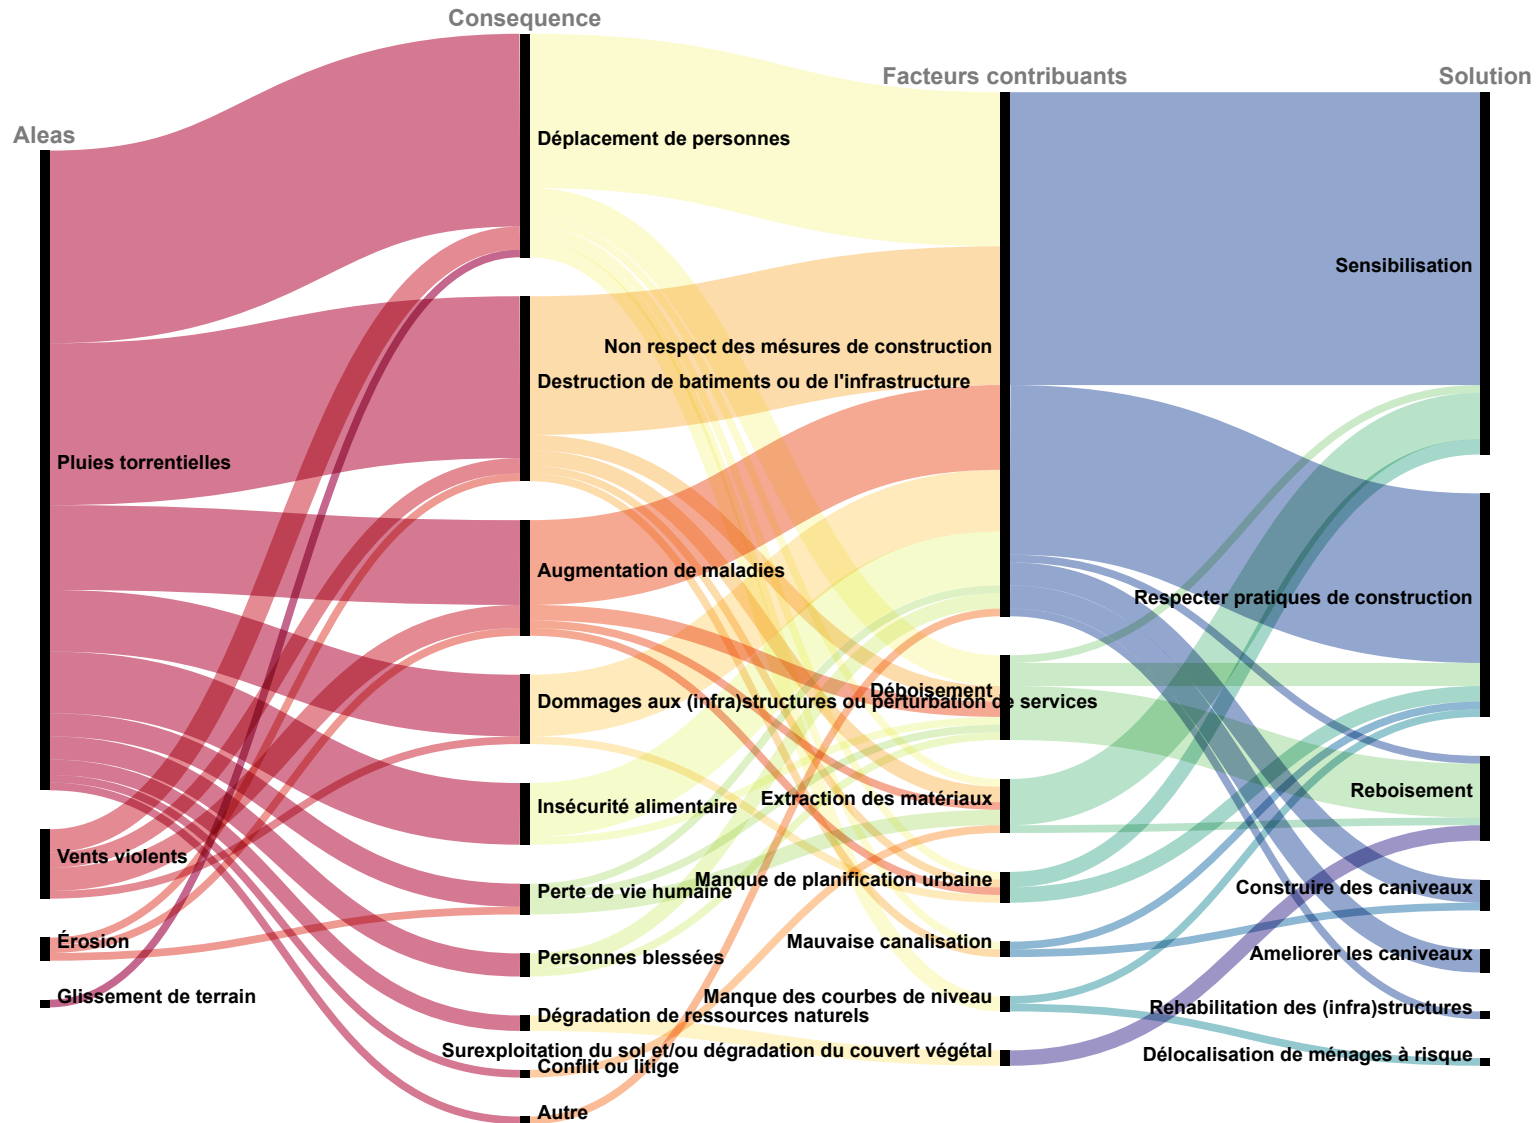 Aleas
Pluies torrentielles
Vents violents
Érosion
Glissement de terrain
Consequence
Déplacement de personnes
Destruction de batiments ou de l'infrastructure
Augmentation de maladies
Dommages aux (infra)structures ou perturbation de services
Insécurité alimentaire
Perte de vie humaine
Personnes blessées
Dégradation de ressources naturels
Conflit ou litige
Autre
Facteurs contribuants
Non respect des mésures de construction
Déboisement
Extraction des matériaux
Manque de planification urbaine
Mauvaise canalisation
Manque des courbes de niveau
Surexploitation du sol et/ou dégradation du couvert végétal
Solution
Sensibilisation
Respecter pratiques de construction
Reboisement
Construire des caniveaux
Ameliorer les caniveaux
Rehabilitation des (infra)structures
Délocalisation de ménages à risque